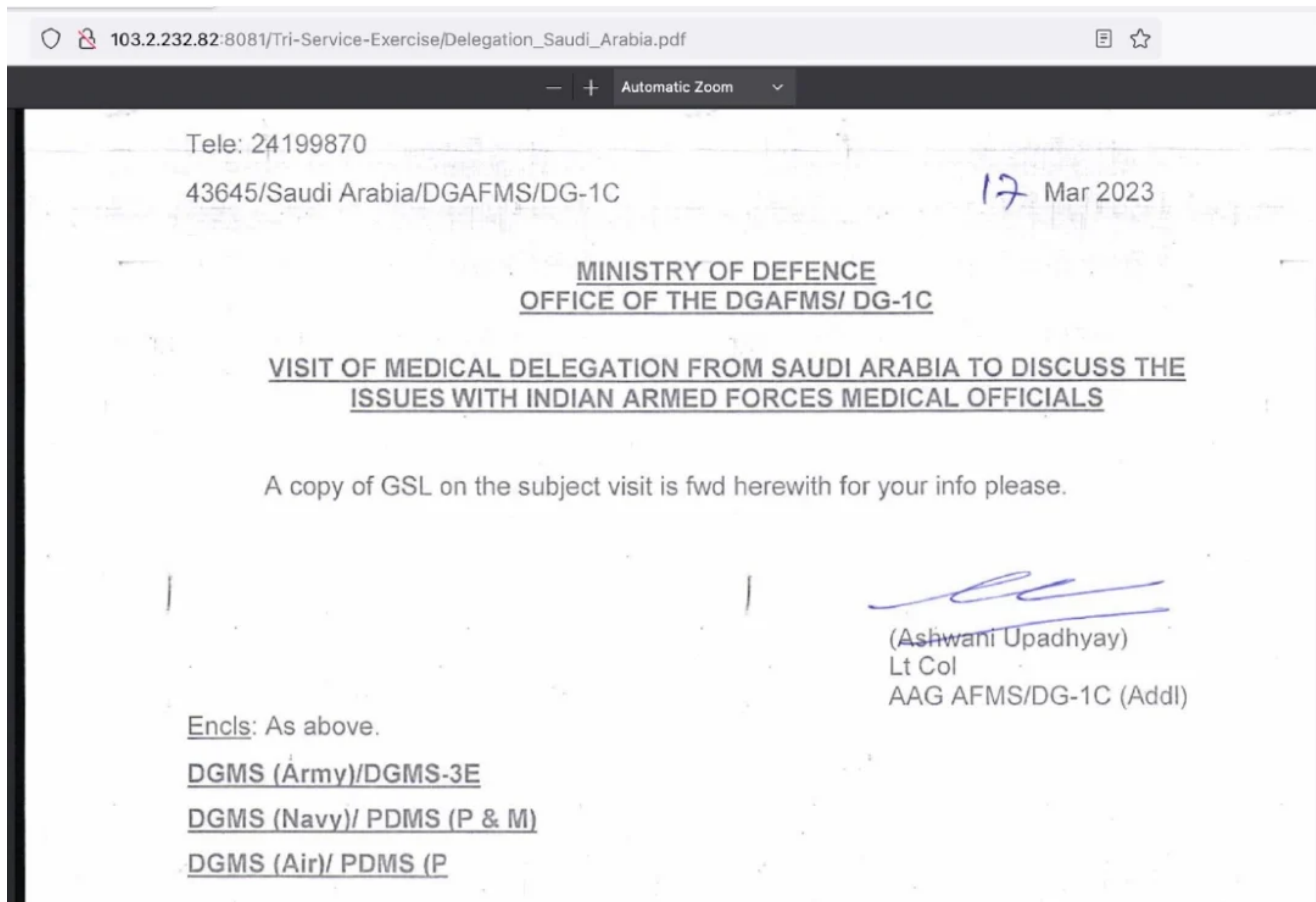 103.2.232.82:8081/Tri-Service-Exercise/Delegation_Saudi_Arabia.pdf
Automatic Zoom
Tele: 24199870
43645/Saudi Arabia/DGAFMS/DG-1C
17 Mar 2023
MINISTRY OF DEFENCE
OFFICE OF THE DGAFMS/ DG-1C
VISIT OF MEDICAL DELEGATION FROM SAUDI ARABIA TO DISCUSS THE
ISSUES WITH INDIAN ARMED FORCES MEDICAL OFFICIALS
A copy of GSL on the subject visit is fwd herewith for your info please.
(Ashwani Upadhyay)
Lt Col
AAG AFMS/DG-1C (Addl)
Encls: As above.
DGMS (Army)/DGMS-3E
DGMS (Navy)/ PDMS (P & M)
DGMS (Air)/ PDMS (P